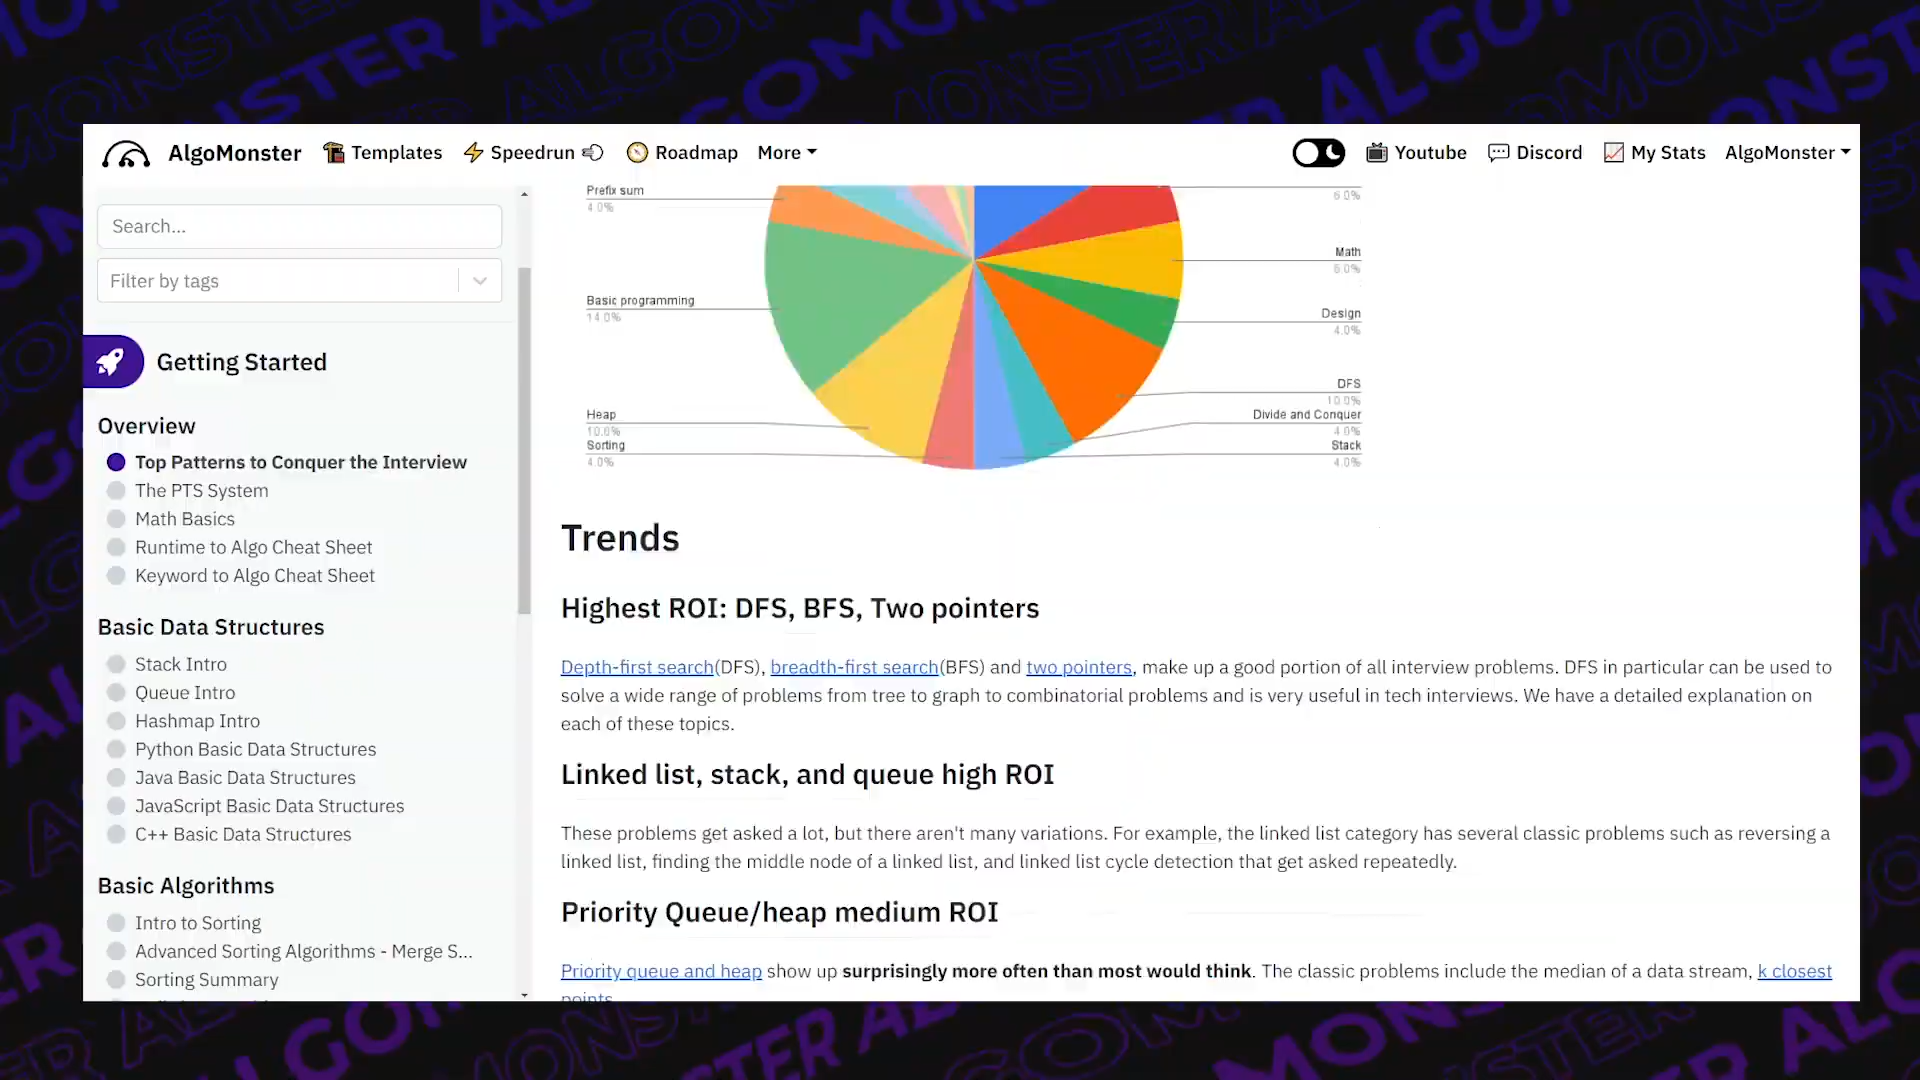 AlgoMonster Templates Speedrun Roadmap More Youtube Discord My Stats AlgoMonster
Search...
Filter by tags
Getting Started
Overview
Top Patterns to Conquer the Interview
The PTS System
Math Basics
Runtime to Algo Cheat Sheet
Keyword to Algo Cheat Sheet
Basic Data Structures
Stack Intro
Queue Intro
Hashmap Intro
Python Basic Data Structures
Java Basic Data Structures
JavaScript Basic Data Structures
C++ Basic Data Structures
Basic Algorithms
Intro to Sorting
Advanced Sorting Algorithms - Merge S...
Sorting Summary
Prefix sum
4.0%
Basic programming
14.0%
Heap
10.0%
Sorting
4.0%
6.0%
Math
6.0%
Design
4.0%
DFS
10.0%
Divide and Conquer
4.0%
Stack
4.0%
Trends
Highest ROI: DFS, BFS, Two pointers
Depth-first search(DFS), breadth-first search(BFS) and two pointers, make up a good portion of all interview problems. DFS in particular can be used to
solve a wide range of problems from tree to graph to combinatorial problems and is very useful in tech interviews. We have a detailed explanation on
each of these topics.
Linked list, stack, and queue high ROI
These problems get asked a lot, but there aren't many variations. For example, the linked list category has several classic problems such as reversing a
linked list, finding the middle node of a linked list, and linked list cycle detection that get asked repeatedly.
Priority Queue/heap medium ROI
Priority queue and heap show up surprisingly more often than most would think. The classic problems include the median of a data stream, k closest
points